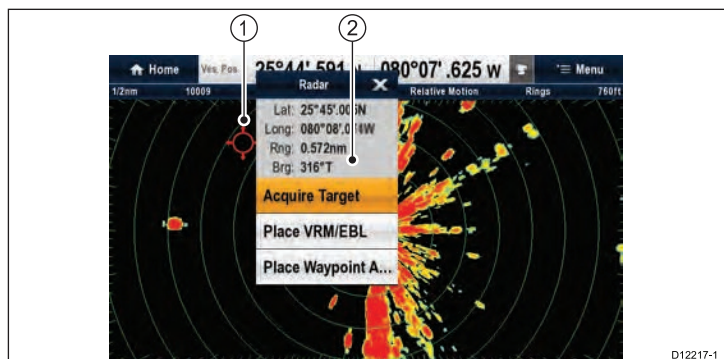 1 2
Home Ves. Pos. 25°44'.591 N 080°07'.625 W Menu
1/2nm 10009 Radar X Relative Motion Rings 760ft
Lat: 25°45'.005N
Long: 080°08'.074W
Rng: 0.572nm
Brg: 316°T
Acquire Target
Place VRM/EBL
Place Waypoint A...
D12217-1